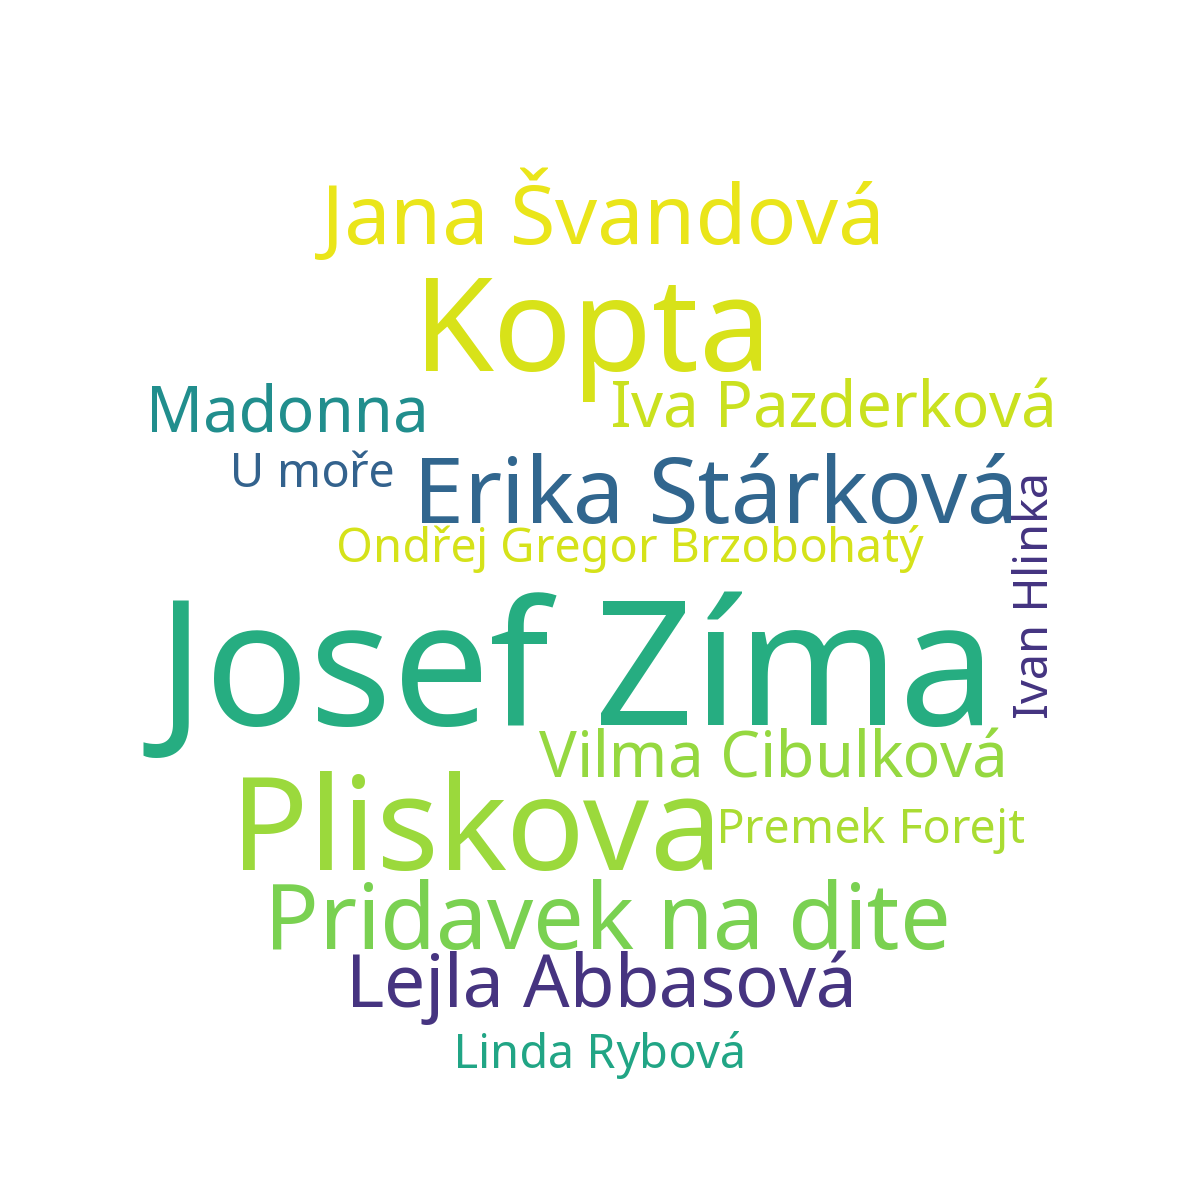 Jana Švandová
Kopta
Madonna
Iva Pazderková
U moře
Erika Stárková
Ivan Hlinka
Ondřej Gregor Brzobohatý
Josef Zíma
Vilma Cibulková
Pliskova
Premek Forejt
Pridavek na dite
Lejla Abbasová
Linda Rybová